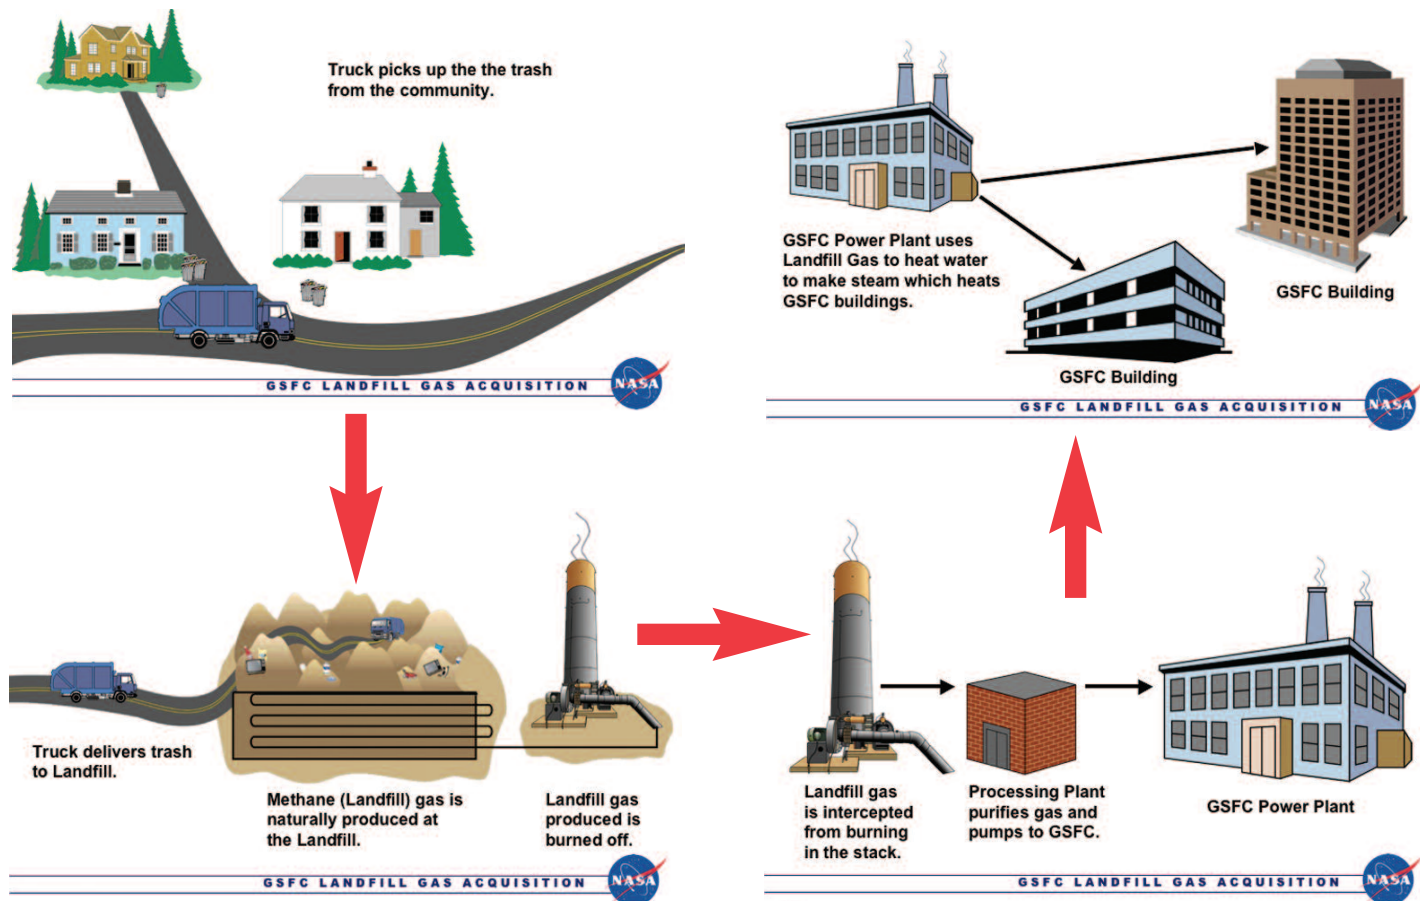 Truck picks up the the trash
from the community.
GSFC LANDFILL GAS ACQUISITION
NASA
Truck delivers trash
to Landfill.
Methane (Landfill) gas is
naturally produced at
the Landfill.
Landfill gas
produced is
burned off.
GSFC LANDFILL GAS ACQUISITION
NASA
Landfill gas
is intercepted
from burning
in the stack.
Processing Plant
purifies gas and
pumps to GSFC.
GSFC Power Plant
GSFC LANDFILL GAS ACQUISITION
NASA
GSFC Power Plant uses
Landfill Gas to heat water
to make steam which heats
GSFC buildings.
GSFC Building
GSFC Building
GSFC LANDFILL GAS ACQUISITION
NASA